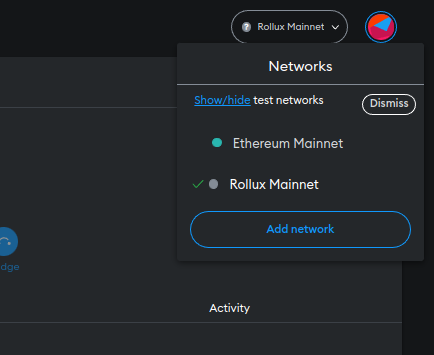 Rollux Mainnet
Networks
Show/hide test networks
Dismiss
Ethereum Mainnet
Rollux Mainnet
Add network
dge
Activity